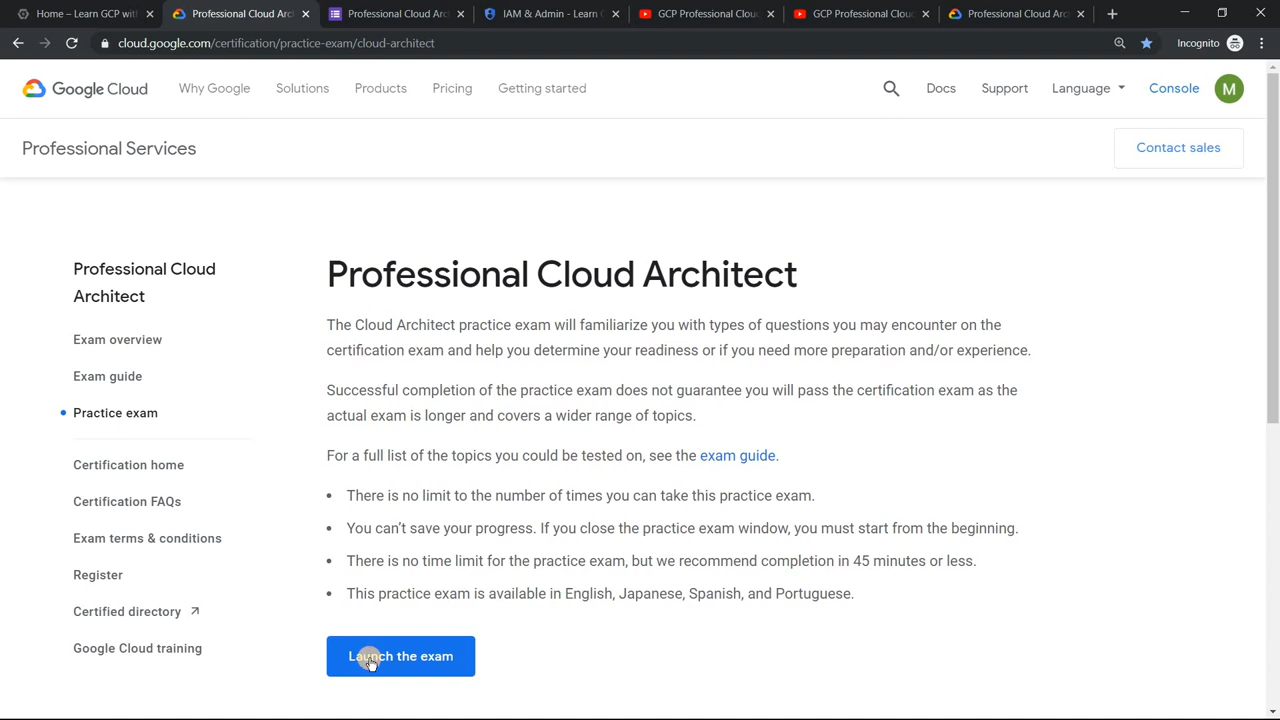 Home – Learn GCP wit
Professional Cloud Arc
Professional Cloud Arc
IAM & Admin - Learn G
GCP Professional Cloud
GCP Professional Cloud
Professional Cloud Arc
cloud.google.com/certification/practice-exam/cloud-architect
Incognito
Google Cloud
Why Google
Solutions
Products
Pricing
Getting started
Docs
Support
Language
Console
M
Professional Services
Contact sales
Professional Cloud
Architect
Exam overview
Exam guide
Practice exam
Certification home
Certification FAQs
Exam terms & conditions
Register
Certified directory
Google Cloud training
Professional Cloud Architect
The Cloud Architect practice exam will familiarize you with types of questions you may encounter on the
certification exam and help you determine your readiness or if you need more preparation and/or experience.
Successful completion of the practice exam does not guarantee you will pass the certification exam as the
actual exam is longer and covers a wider range of topics.
For a full list of the topics you could be tested on, see the exam guide.
• There is no limit to the number of times you can take this practice exam.
• You can’t save your progress. If you close the practice exam window, you must start from the beginning.
• There is no time limit for the practice exam, but we recommend completion in 45 minutes or less.
• This practice exam is available in English, Japanese, Spanish, and Portuguese.
Launch the exam